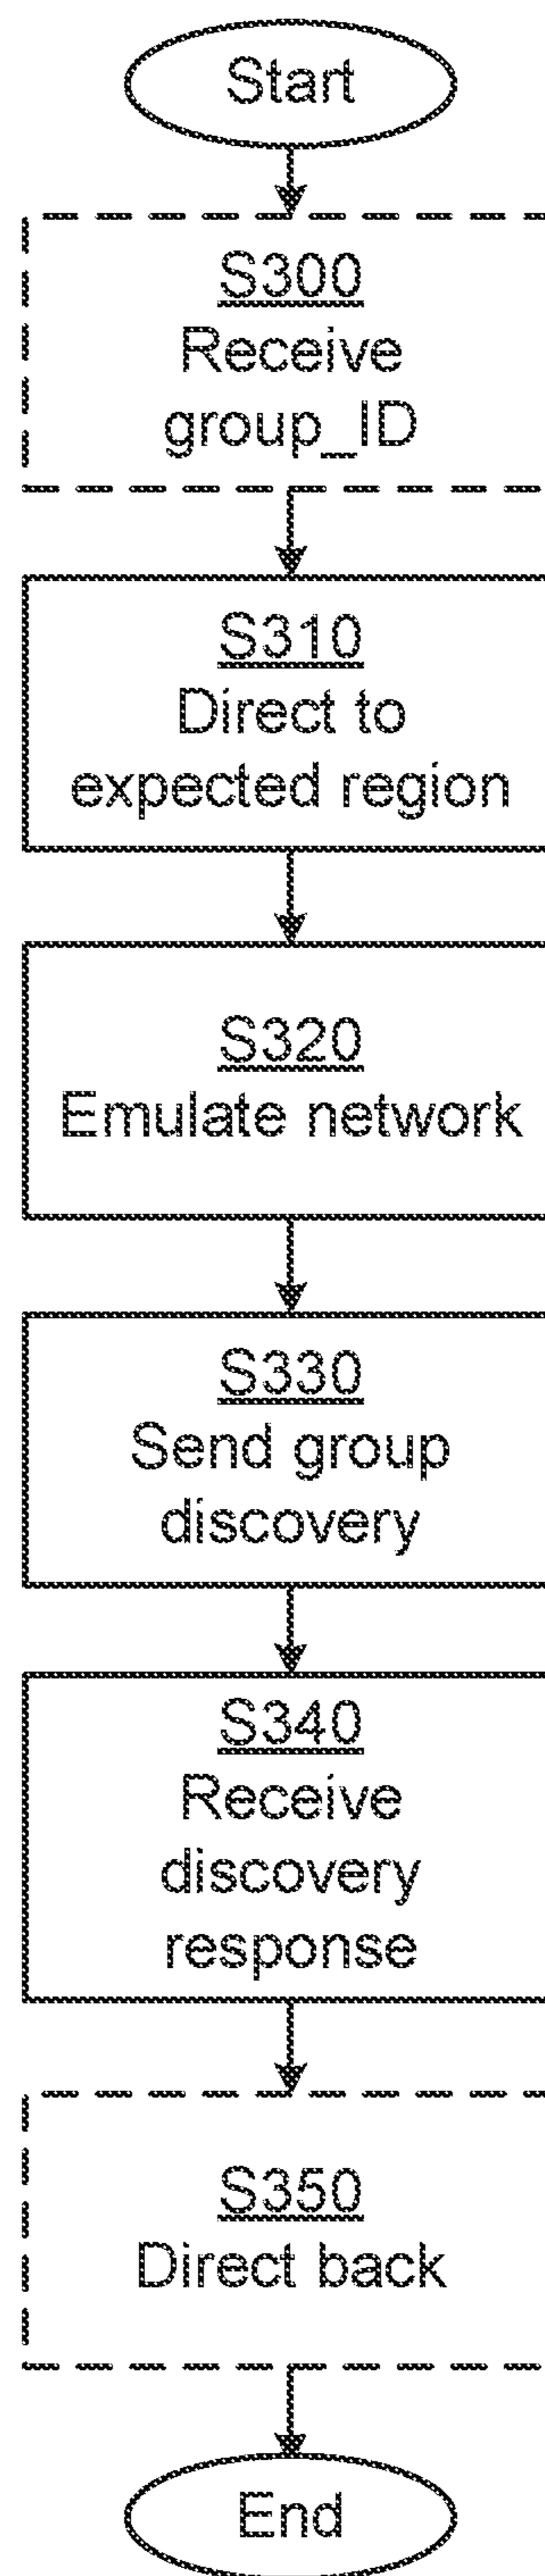 Start
S300
Receive
group_ID
S310
Direct to
expected region
S320
Emulate network
S330
Send group
discovery
S340
Receive
discovery
response
S350
Direct back
End